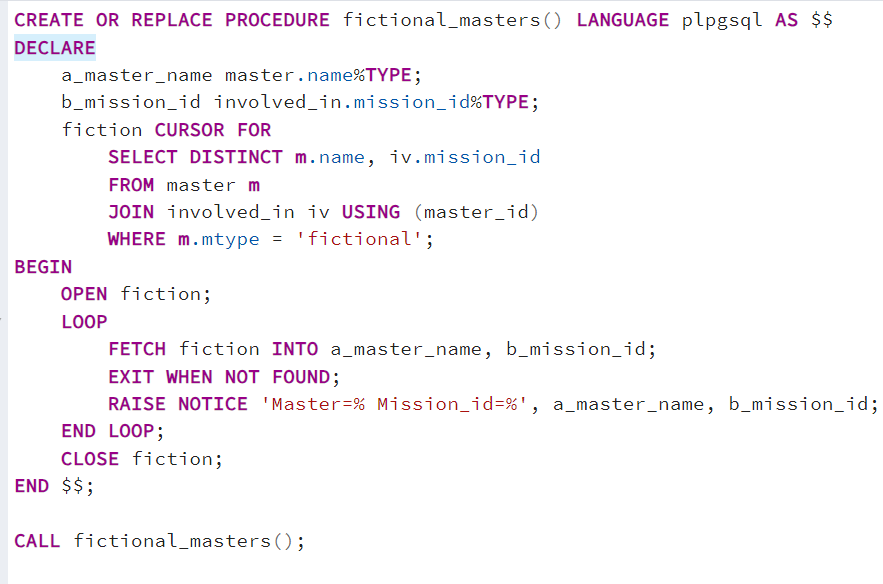 CREATE OR REPLACE PROCEDURE fictional_masters() LANGUAGE plpgsql AS $$
DECLARE
    a_master_name master.name%TYPE;
    b_mission_id involved_in.mission_id%TYPE;
    fiction CURSOR FOR
        SELECT DISTINCT m.name, iv.mission_id
        FROM master m
        JOIN involved_in iv USING (master_id)
        WHERE m.mtype = 'fictional';
BEGIN
    OPEN fiction;
    LOOP
        FETCH fiction INTO a_master_name, b_mission_id;
        EXIT WHEN NOT FOUND;
        RAISE NOTICE 'Master=% Mission_id=%', a_master_name, b_mission_id;
    END LOOP;
    CLOSE fiction;
END $$;
CALL fictional_masters();